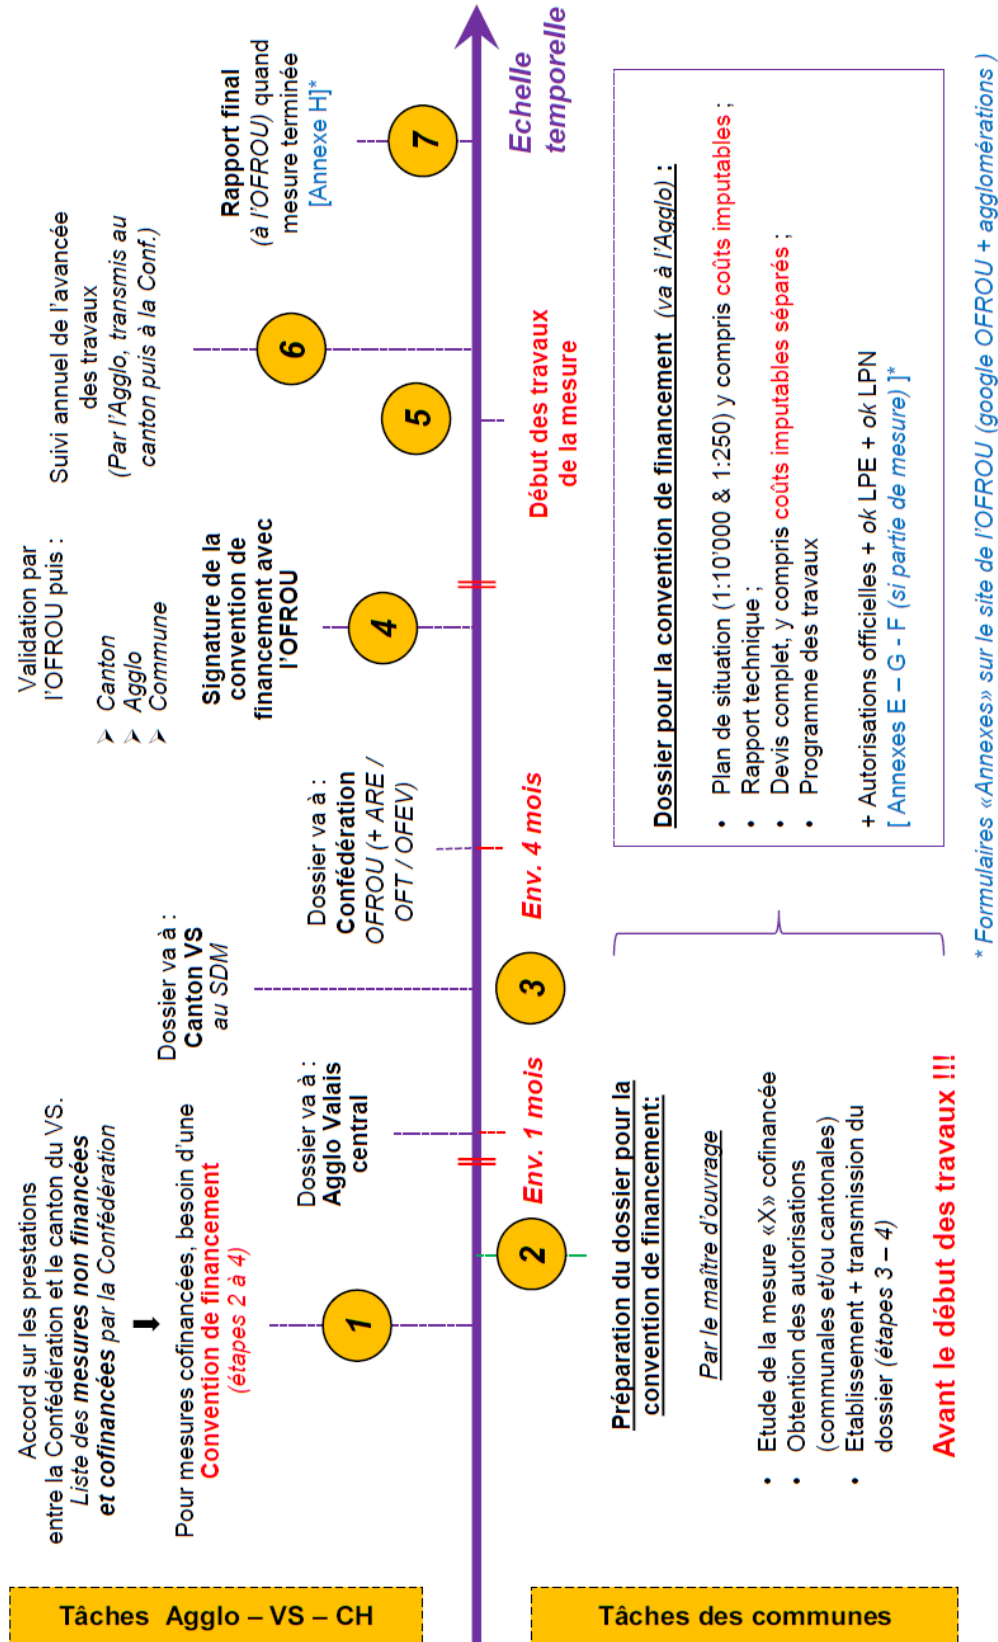 Tâches Agglo – VS – CH
Accord sur les prestations
entre la Confédération et le canton du VS.
Liste des mesures non financées
et cofinancées par la Confédération
Pour mesures cofinancées, besoin d'une
Convention de financement
(étapes 2 à 4)
1
Dossier va à :
Agglo Valais
central
Dossier va à :
Canton VS
au SDM
Dossier va à :
Confédération
OFROU (+ ARE /
OFT / OFEV)
Validation par
l'OFROU puis :
➢ Canton
➢ Agglo
➢ Commune
Signature de la
convention de
financement avec
l'OFROU
4
5
Suivi annuel de l'avancée
des travaux
(Par l'Agglo, transmis au
canton puis à la Conf.)
6
Rapport final
(à l'OFROU) quand
mesure terminée
[Annexe H]*
7
Echelle
temporelle
2
Env. 1 mois
3
Env. 4 mois
Début des travaux
de la mesure
Tâches des communes
Préparation du dossier pour la
convention de financement:
Par le maître d'ouvrage
• Etude de la mesure «X» cofinancée
• Obtention des autorisations
(communales et/ou cantonales)
• Etablissement + transmission du
dossier (étapes 3 – 4)
Avant le début des travaux !!!
Dossier pour la convention de financement (va à l'Agglo) :
• Plan de situation (1:10'000 & 1:250) y compris coûts imputables ;
• Rapport technique ;
• Devis complet, y compris coûts imputables séparés ;
• Programme des travaux
+ Autorisations officielles + ok LPE + ok LPN
[ Annexes E – G - F (si partie de mesure) ]*
* Formulaires «Annexes» sur le site de l'OFROU (google OFROU + agglomérations )